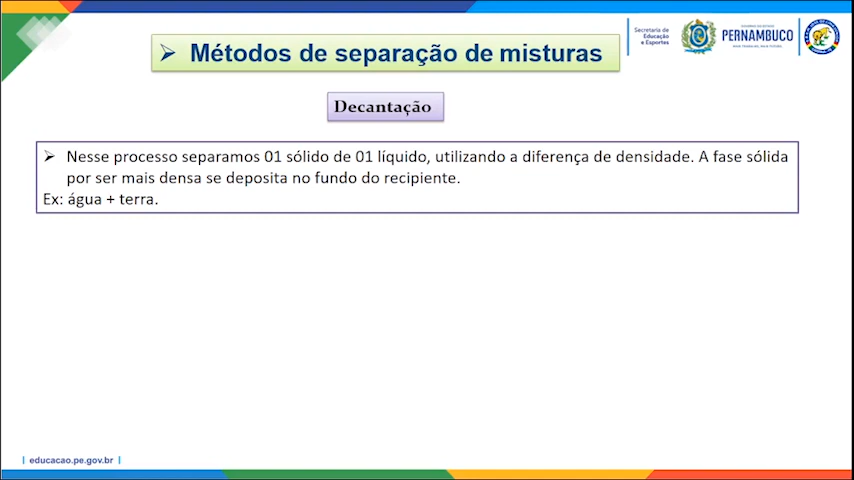 Secretaria de
Educação
e Esportes
PERNAMBUCO
➢ Métodos de separação de misturas
Decantação
➢ Nesse processo separamos 01 sólido de 01 líquido, utilizando a diferença de densidade. A fase sólida
por ser mais densa se deposita no fundo do recipiente.
Ex: água + terra.
educacao.pe.gov.br